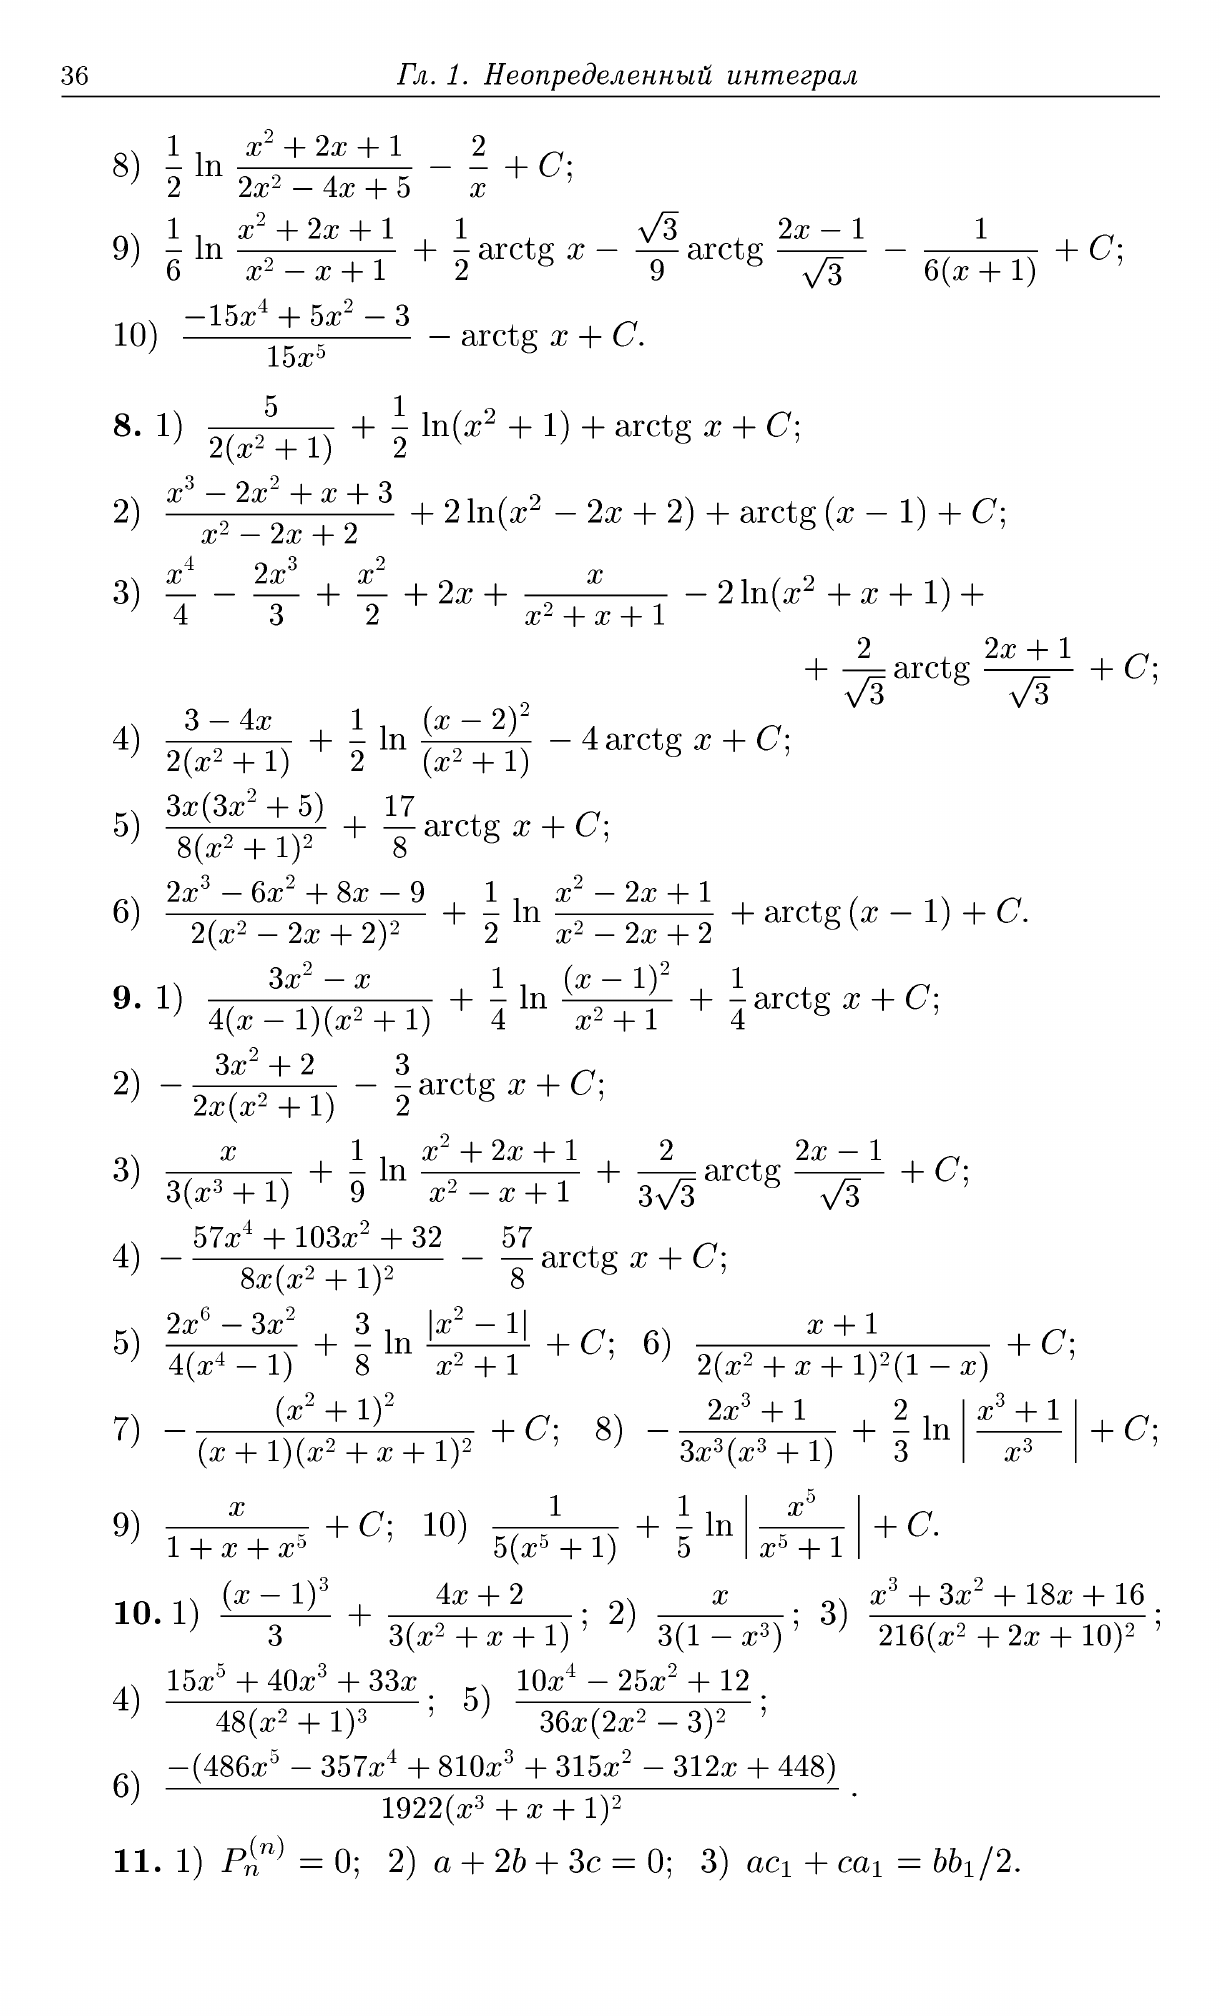 36 Гл. 1. Неопределенный интеграл
8) $\frac{1}{2} \ln \frac{x^2 + 2x + 1}{2x^2 - 4x + 5} - \frac{2}{x} + C$;
9) $\frac{1}{6} \ln \frac{x^2 + 2x + 1}{x^2 - x + 1} + \frac{1}{2} \text{arctg } x - \frac{\sqrt{3}}{9} \text{arctg } \frac{2x - 1}{\sqrt{3}} - \frac{1}{6(x + 1)} + C$;
10) $\frac{-15x^4 + 5x^2 - 3}{15x^5} - \text{arctg } x + C$.
8. 1) $\frac{5}{2(x^2 + 1)} + \frac{1}{2} \ln(x^2 + 1) + \text{arctg } x + C$;
2) $\frac{x^3 - 2x^2 + x + 3}{x^2 - 2x + 2} + 2 \ln(x^2 - 2x + 2) + \text{arctg}(x - 1) + C$;
3) $\frac{x^4}{4} - \frac{2x^3}{3} + \frac{x^2}{2} + 2x + \frac{x}{x^2 + x + 1} - 2 \ln(x^2 + x + 1) +$
$+ \frac{2}{\sqrt{3}} \text{arctg } \frac{2x + 1}{\sqrt{3}} + C$;
4) $\frac{3 - 4x}{2(x^2 + 1)} + \frac{1}{2} \ln \frac{(x - 2)^2}{(x^2 + 1)} - 4 \text{arctg } x + C$;
5) $\frac{3x(3x^2 + 5)}{8(x^2 + 1)^2} + \frac{17}{8} \text{arctg } x + C$;
6) $\frac{2x^3 - 6x^2 + 8x - 9}{2(x^2 - 2x + 2)^2} + \frac{1}{2} \ln \frac{x^2 - 2x + 1}{x^2 - 2x + 2} + \text{arctg}(x - 1) + C$.
9. 1) $\frac{3x^2 - x}{4(x - 1)(x^2 + 1)} + \frac{1}{4} \ln \frac{(x - 1)^2}{x^2 + 1} + \frac{1}{4} \text{arctg } x + C$;
2) $-\frac{3x^2 + 2}{2x(x^2 + 1)} - \frac{3}{2} \text{arctg } x + C$;
3) $\frac{x}{3(x^3 + 1)} + \frac{1}{9} \ln \frac{x^2 + 2x + 1}{x^2 - x + 1} + \frac{2}{3\sqrt{3}} \text{arctg } \frac{2x - 1}{\sqrt{3}} + C$;
4) $-\frac{57x^4 + 103x^2 + 32}{8x(x^2 + 1)^2} - \frac{57}{8} \text{arctg } x + C$;
5) $\frac{2x^6 - 3x^2}{4(x^4 - 1)} + \frac{3}{8} \ln \frac{|x^2 - 1|}{x^2 + 1} + C$; 6) $\frac{x + 1}{2(x^2 + x + 1)^2(1 - x)} + C$;
7) $-\frac{(x^2 + 1)^2}{(x + 1)(x^2 + x + 1)^2} + C$; 8) $-\frac{2x^3 + 1}{3x^3(x^3 + 1)} + \frac{2}{3} \ln \left| \frac{x^3 + 1}{x^3} \right| + C$;
9) $\frac{x}{1 + x + x^5} + C$; 10) $\frac{1}{5(x^5 + 1)} + \frac{1}{5} \ln \left| \frac{x^5}{x^5 + 1} \right| + C$.
10. 1) $\frac{(x - 1)^3}{3} + \frac{4x + 2}{3(x^2 + x + 1)}$; 2) $\frac{x}{3(1 - x^3)}$; 3) $\frac{x^3 + 3x^2 + 18x + 16}{216(x^2 + 2x + 10)^2}$;
4) $\frac{15x^5 + 40x^3 + 33x}{48(x^2 + 1)^3}$; 5) $\frac{10x^4 - 25x^2 + 12}{36x(2x^2 - 3)^2}$;
6) $\frac{-(486x^5 - 357x^4 + 810x^3 + 315x^2 - 312x + 448)}{1922(x^3 + x + 1)^2}$.
11. 1) $P_n^{(n)} = 0$; 2) $a + 2b + 3c = 0$; 3) $ac_1 + ca_1 = bb_1/2$.